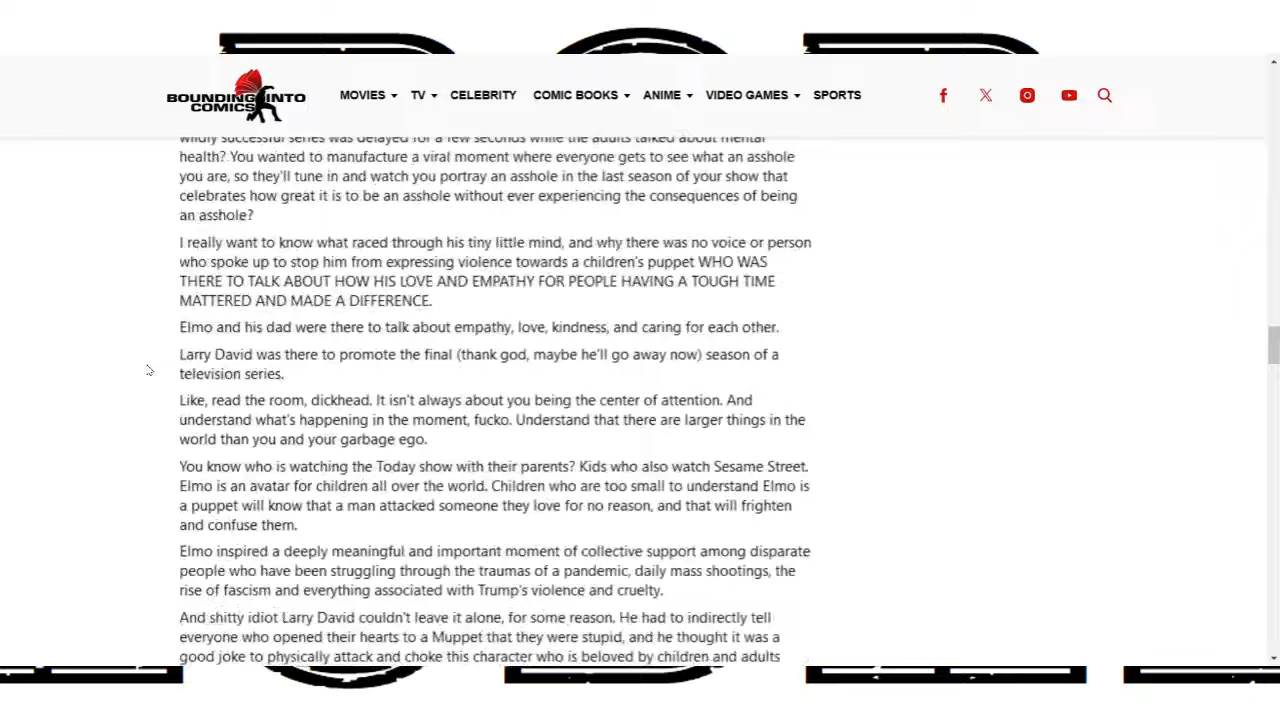 BOUNDING INTO
COMICS
MOVIES TV CELEBRITY COMIC BOOKS ANIME VIDEO GAMES SPORTS
wildly successful series was delayed for a few seconds while the adults talked about mental
health? You wanted to manufacture a viral moment where everyone gets to see what an asshole
you are, so they'll tune in and watch you portray an asshole in the last season of your show that
celebrates how great it is to be an asshole without ever experiencing the consequences of being
an asshole?
I really want to know what raced through his tiny little mind, and why there was no voice or person
who spoke up to stop him from expressing violence towards a children's puppet WHO WAS
THERE TO TALK ABOUT HOW HIS LOVE AND EMPATHY FOR PEOPLE HAVING A TOUGH TIME
MATTERED AND MADE A DIFFERENCE.
Elmo and his dad were there to talk about empathy, love, kindness, and caring for each other.
Larry David was there to promote the final (thank god, maybe he'll go away now) season of a
television series.
Like, read the room, dickhead. It isn't always about you being the center of attention. And
understand what's happening in the moment, fucko. Understand that there are larger things in the
world than you and your garbage ego.
You know who is watching the Today show with their parents? Kids who also watch Sesame Street.
Elmo is an avatar for children all over the world. Children who are too small to understand Elmo is
a puppet will know that a man attacked someone they love for no reason, and that will frighten
and confuse them.
Elmo inspired a deeply meaningful and important moment of collective support among disparate
people who have been struggling through the traumas of a pandemic, daily mass shootings, the
rise of fascism and everything associated with Trump's violence and cruelty.
And shitty idiot Larry David couldn't leave it alone, for some reason. He had to indirectly tell
everyone who opened their hearts to a Muppet that they were stupid, and he thought it was a
good joke to physically attack and choke this character who is beloved by children and adults